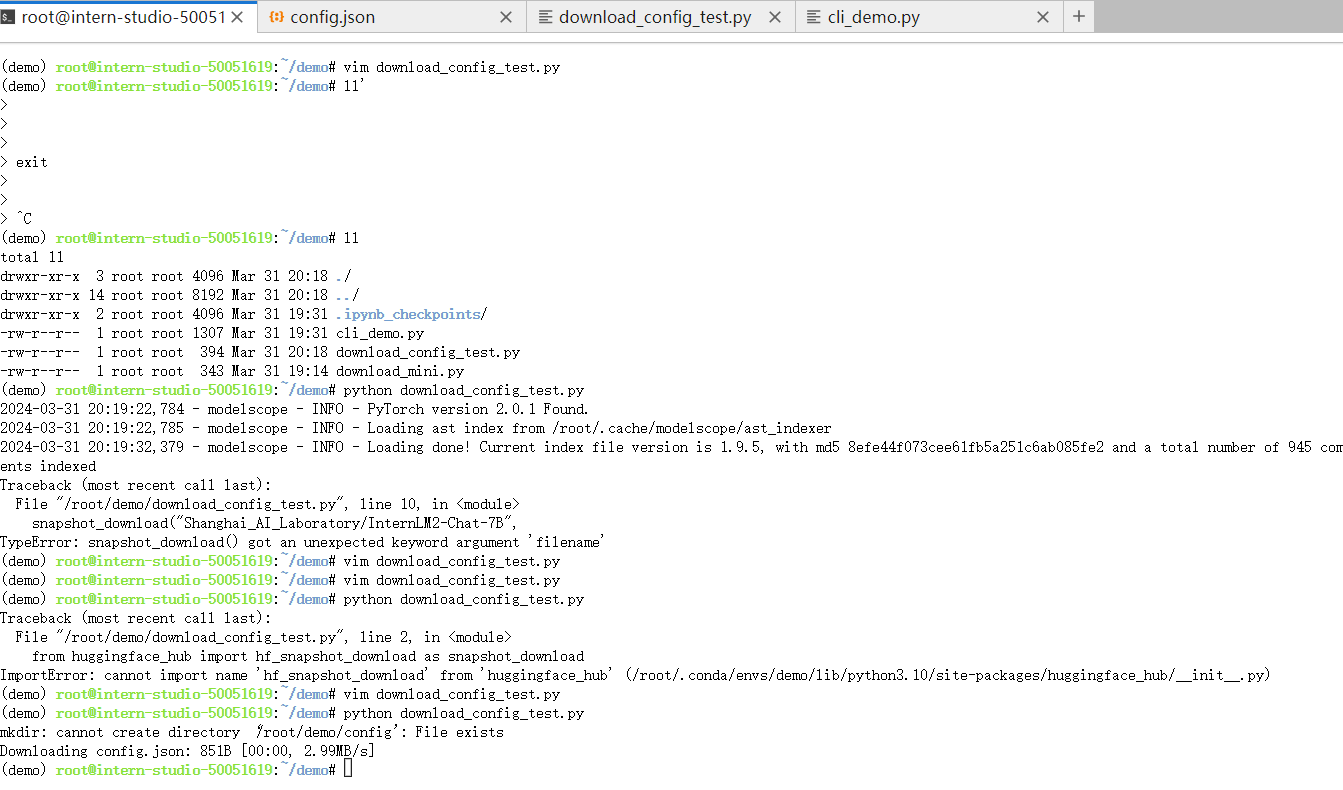 root@intern-studio-50051
config.json
download_config_test.py
cli_demo.py
(demo) root@intern-studio-50051619:~/demo# vim download_config_test.py
(demo) root@intern-studio-50051619:~/demo# ll'
>
>
>
> exit
>
>
> ^C
(demo) root@intern-studio-50051619:~/demo# ll
total 11
drwxr-xr-x  3 root root 4096 Mar 31 20:18 ./
drwxr-xr-x 14 root root 8192 Mar 31 20:18 ../
drwxr-xr-x  2 root root 4096 Mar 31 19:31 .ipynb_checkpoints/
-rw-r--r--  1 root root 1307 Mar 31 19:31 cli_demo.py
-rw-r--r--  1 root root  394 Mar 31 20:18 download_config_test.py
-rw-r--r--  1 root root  343 Mar 31 19:14 download_mini.py
(demo) root@intern-studio-50051619:~/demo# python download_config_test.py
2024-03-31 20:19:22,784 - modelscope - INFO - PyTorch version 2.0.1 Found.
2024-03-31 20:19:22,785 - modelscope - INFO - Loading ast index from /root/.cache/modelscope/ast_indexer
2024-03-31 20:19:32,379 - modelscope - INFO - Loading done! Current index file version is 1.9.5, with md5 8efe44f073cee61fb5a251c6ab085fe2 and a total number of 945 com
ents indexed
Traceback (most recent call last):
  File "/root/demo/download_config_test.py", line 10, in <module>
    snapshot_download("Shanghai_AI_Laboratory/InternLM2-Chat-7B",
TypeError: snapshot_download() got an unexpected keyword argument 'filename'
(demo) root@intern-studio-50051619:~/demo# vim download_config_test.py
(demo) root@intern-studio-50051619:~/demo# vim download_config_test.py
(demo) root@intern-studio-50051619:~/demo# python download_config_test.py
Traceback (most recent call last):
  File "/root/demo/download_config_test.py", line 2, in <module>
    from huggingface_hub import hf_snapshot_download as snapshot_download
ImportError: cannot import name 'hf_snapshot_download' from 'huggingface_hub' (/root/.conda/envs/demo/lib/python3.10/site-packages/huggingface_hub/__init__.py)
(demo) root@intern-studio-50051619:~/demo# vim download_config_test.py
(demo) root@intern-studio-50051619:~/demo# python download_config_test.py
mkdir: cannot create directory ‘/root/demo/config’: File exists
Downloading config.json: 851B [00:00, 2.99MB/s]
(demo) root@intern-studio-50051619:~/demo#